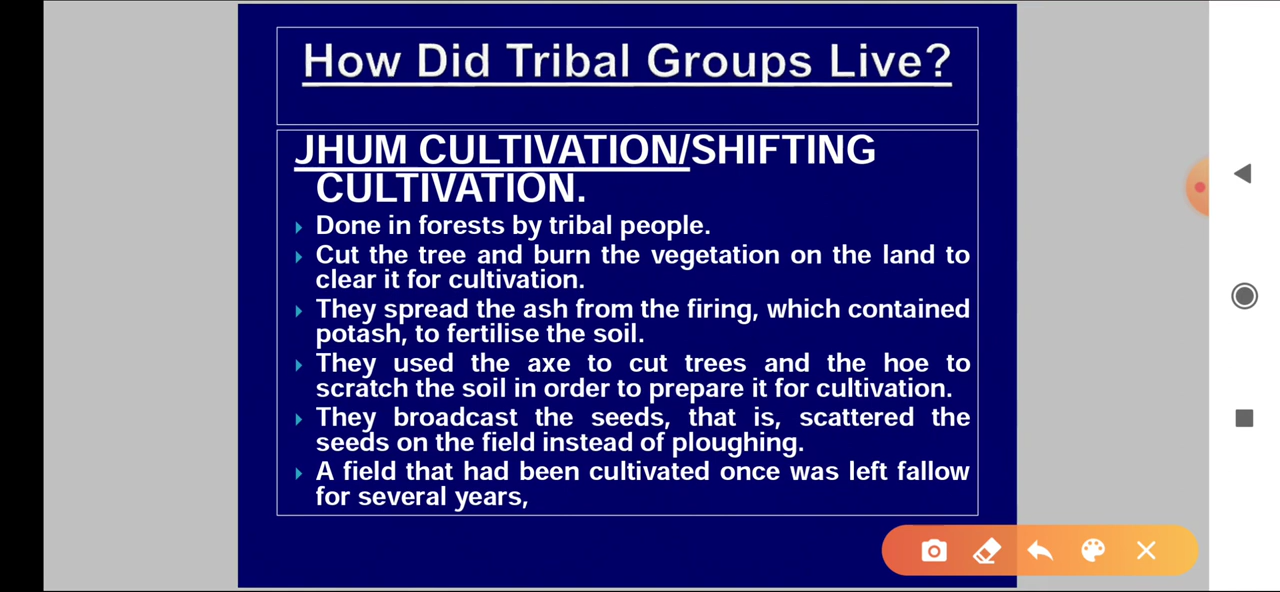 How Did Tribal Groups Live?
JHUM CULTIVATION/SHIFTING
CULTIVATION.
Done in forests by tribal people.
Cut the tree and burn the vegetation on the land to
clear it for cultivation.
They spread the ash from the firing, which contained
potash, to fertilise the soil.
They used the axe to cut trees and the hoe to
scratch the soil in order to prepare it for cultivation.
They broadcast the seeds, that is, scattered the
seeds on the field instead of ploughing.
A field that had been cultivated once was left fallow
for several years,